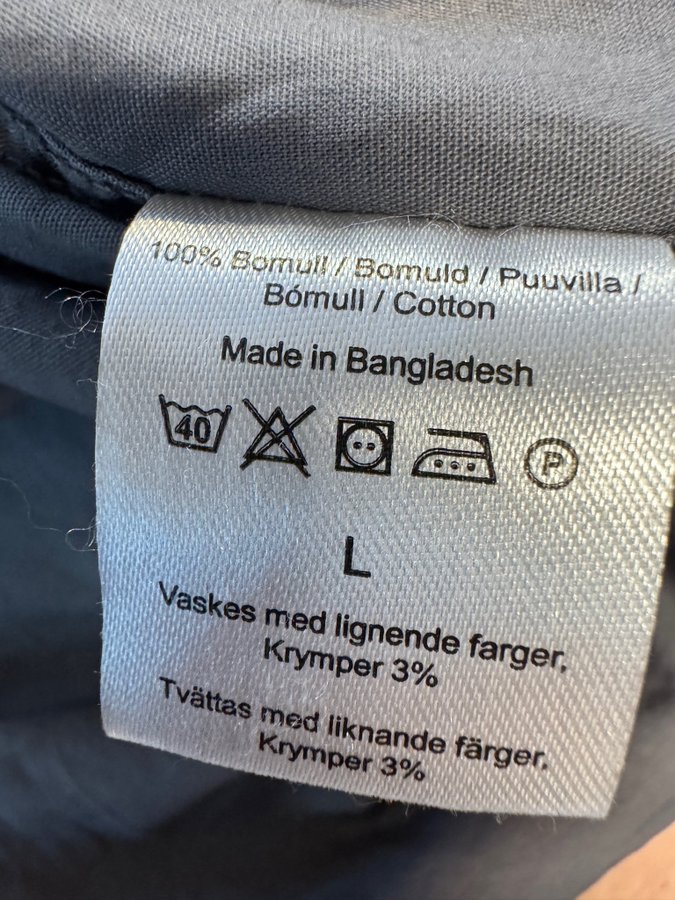 100% Bomull / Bomuld / Puuvilla /
Bómull / Cotton
Made in Bangladesh
40 P
L
Vaskes med lignende farger,
Krymper 3%
Tvättas med liknande färger,
Krymper 3%